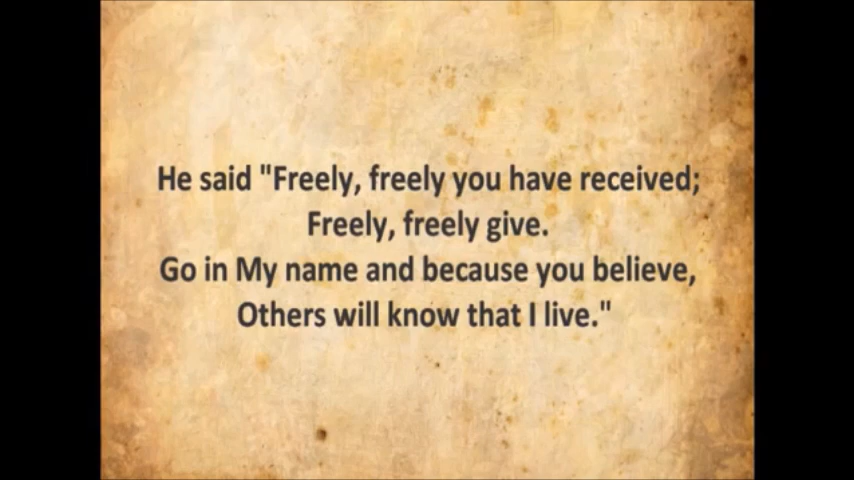 He said "Freely, freely you have received;
Freely, freely give.
Go in My name and because you believe,
Others will know that I live."